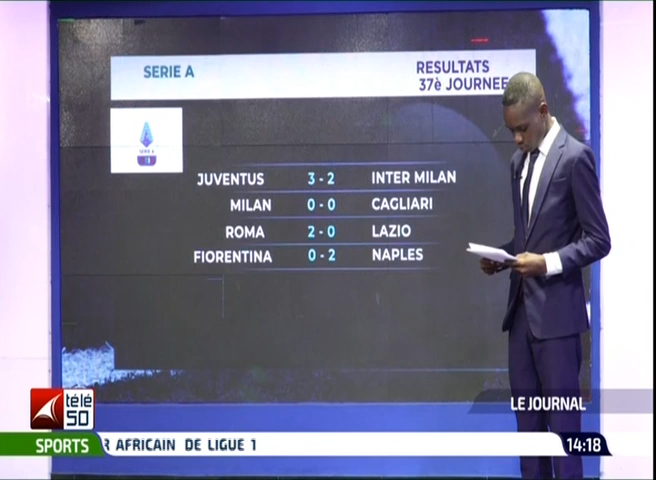 SERIE A
RESULTATS
37è JOURNEE
SERIE A
JUVENTUS 3 - 2 INTER MILAN
MILAN 0 - 0 CAGLIARI
ROMA 2 - 0 LAZIO
FIORENTINA 0 - 2 NAPLES
télé
50
LE JOURNAL
SPORTS R AFRICAIN DE LIGUE 1 14:18